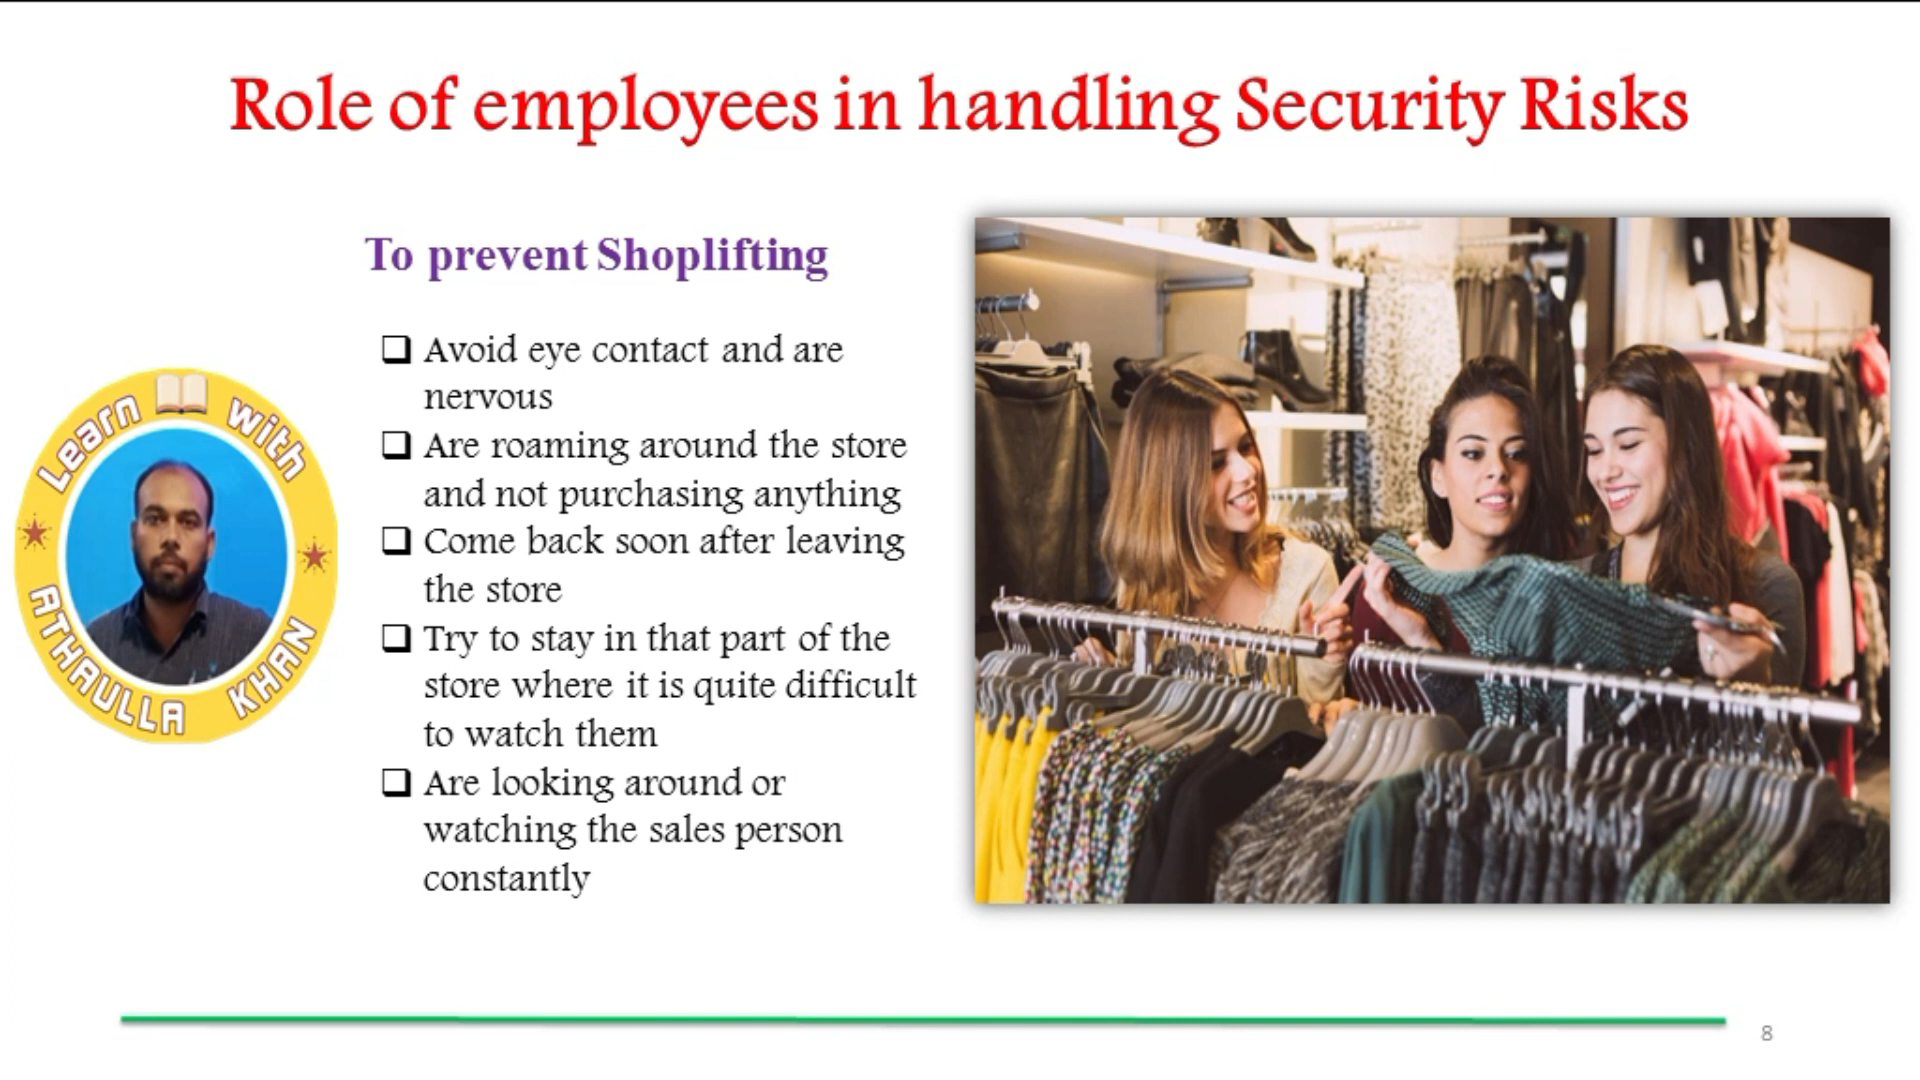 Role of employees in handling Security Risks
To prevent Shoplifting
Avoid eye contact and are
nervous
Are roaming around the store
and not purchasing anything
Come back soon after leaving
the store
Try to stay in that part of the
store where it is quite difficult
to watch them
Are looking around or
watching the sales person
constantly
Learn with
ATHAULLA KHAN
8